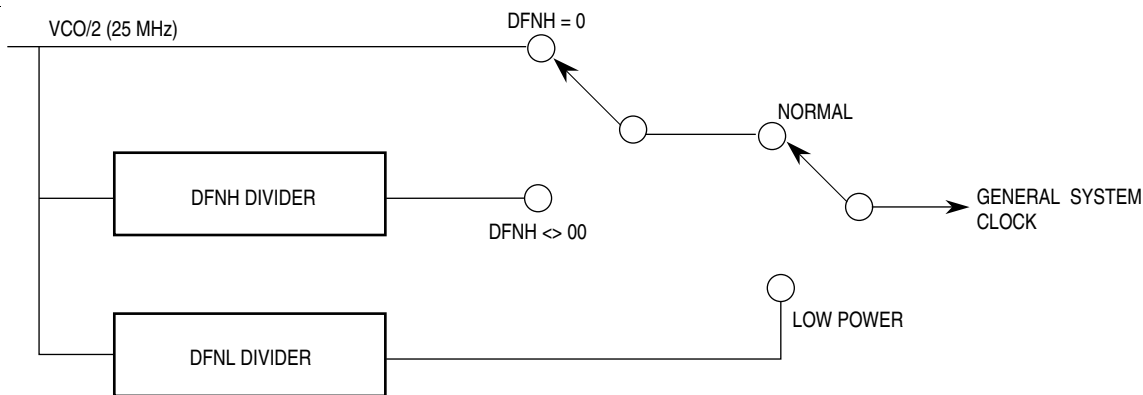 VCO/2 (25 MHz)
DFNH = 0
NORMAL
DFNH DIVIDER
DFNH <> 00
GENERAL SYSTEM
CLOCK
LOW POWER
DFNL DIVIDER